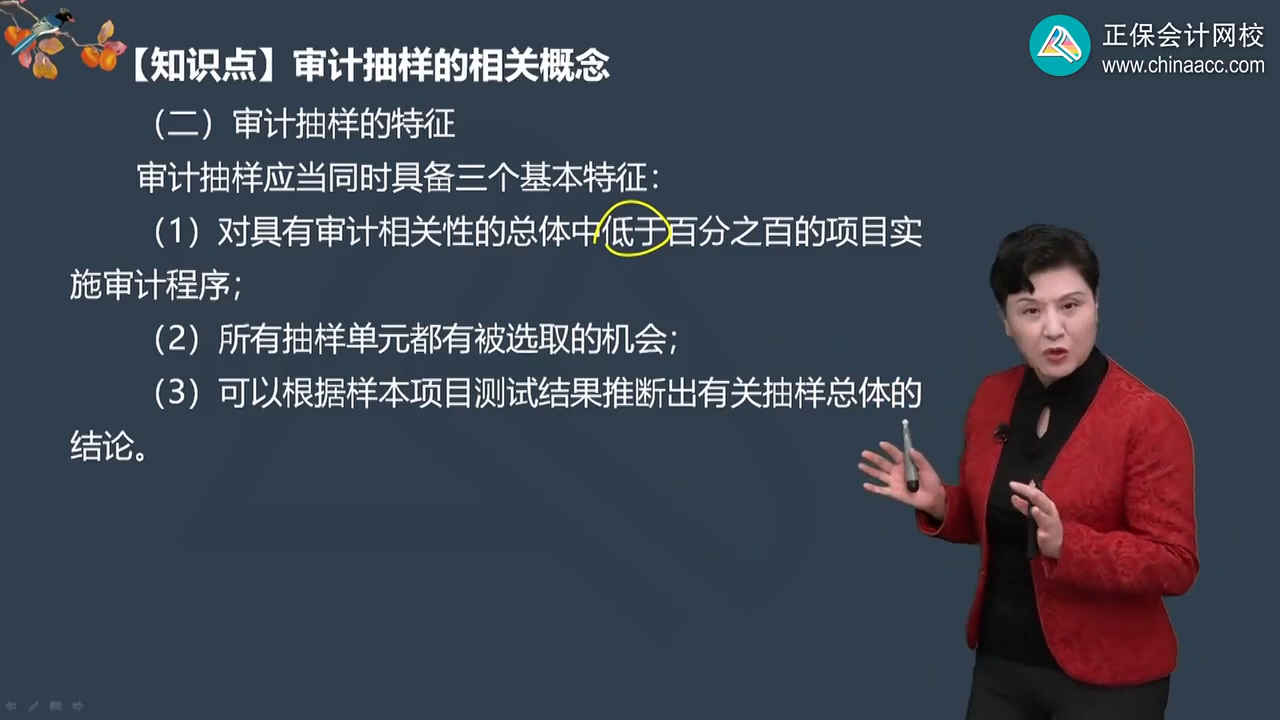 正保会计网校
www.chinaacc.com
【知识点】审计抽样的相关概念
（二）审计抽样的特征
审计抽样应当同时具备三个基本特征：
（1）对具有审计相关性的总体中低于百分之百的项目实
施审计程序；
（2）所有抽样单元都有被选取的机会；
（3）可以根据样本项目测试结果推断出有关抽样总体的
结论。